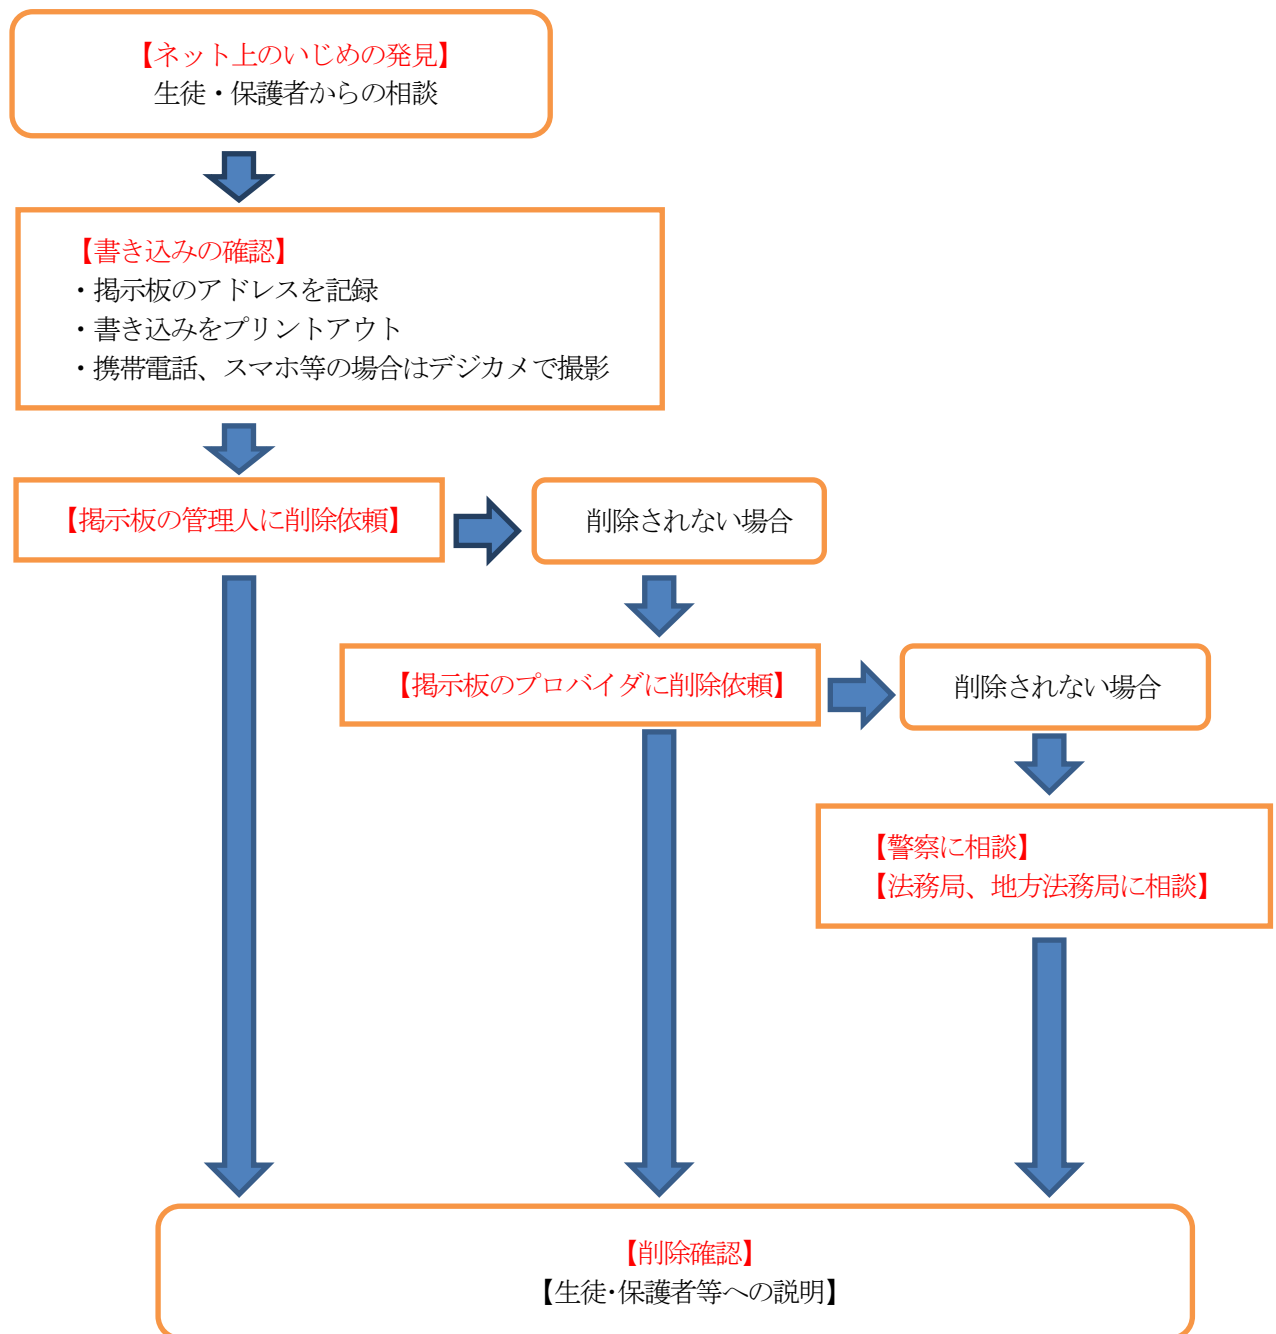 【ネット上のいじめの発見】
生徒・保護者からの相談
【書き込みの確認】
・掲示板のアドレスを記録
・書き込みをプリントアウト
・携帯電話、スマホ等の場合はデジカメで撮影
【掲示板の管理人に削除依頼】
削除されない場合
【掲示板のプロバイダに削除依頼】
削除されない場合
【警察に相談】
【法務局、地方法務局に相談】
【削除確認】
【生徒・保護者等への説明】